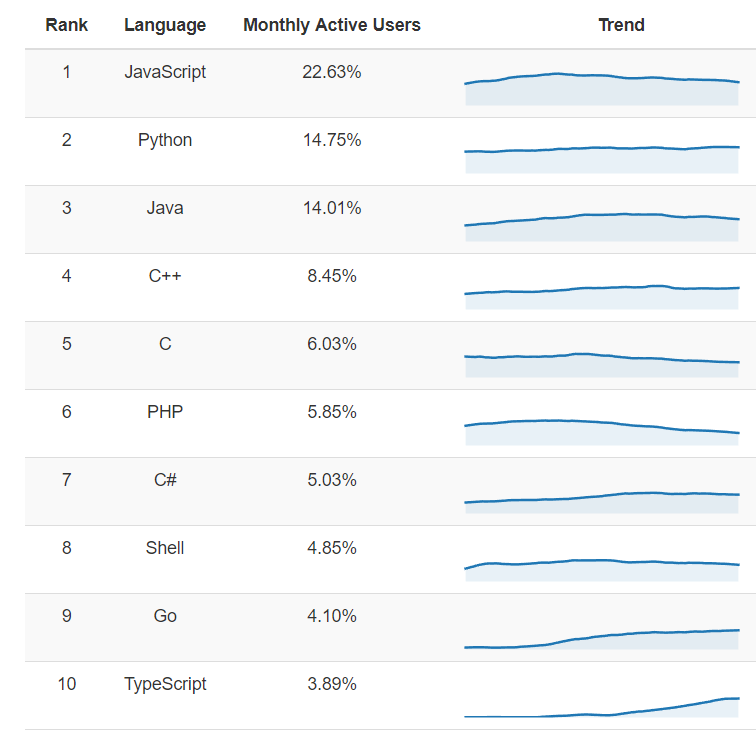 Rank Language Monthly Active Users Trend
1 JavaScript 22.63%
2 Python 14.75%
3 Java 14.01%
4 C++ 8.45%
5 C 6.03%
6 PHP 5.85%
7 C# 5.03%
8 Shell 4.85%
9 Go 4.10%
10 TypeScript 3.89%